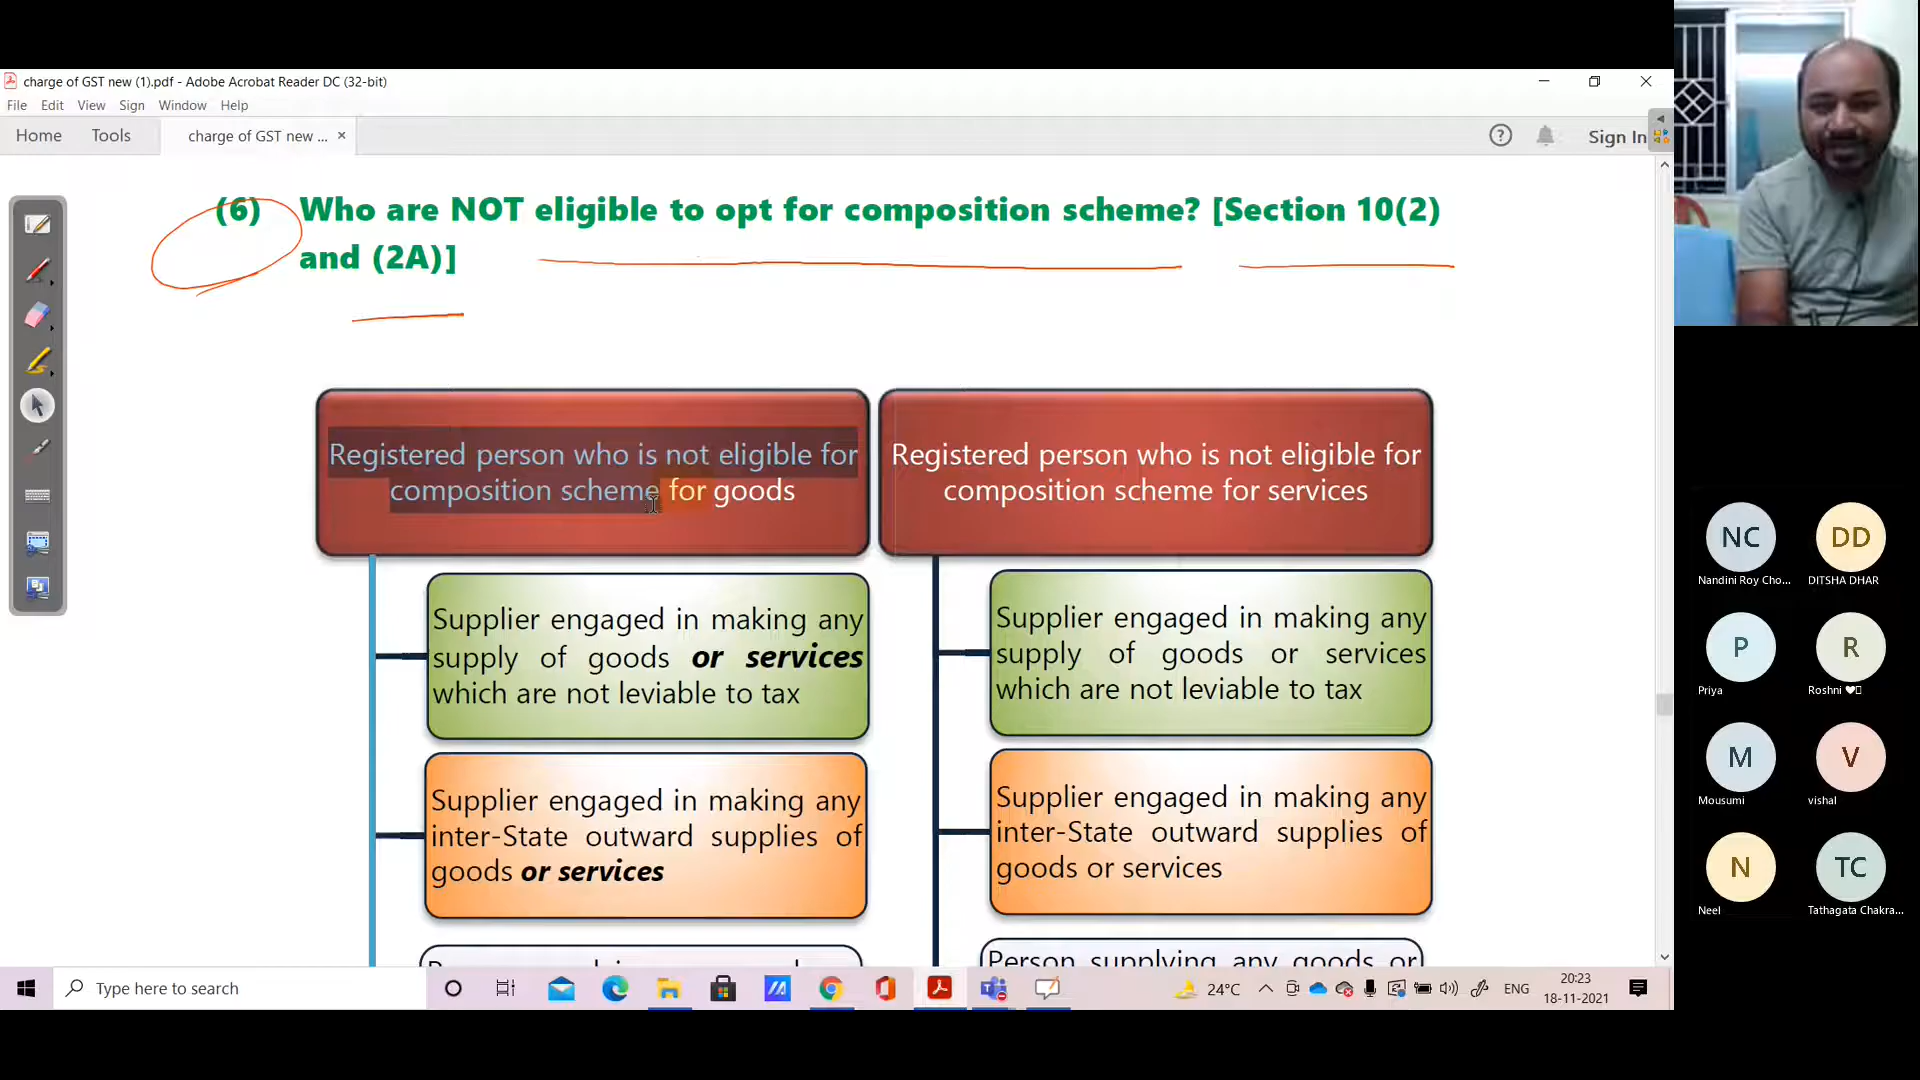 charge of GST new (1).pdf - Adobe Acrobat Reader DC (32-bit)
File Edit View Sign Window Help
Home Tools charge of GST new ... × Sign In
(6) Who are NOT eligible to opt for composition scheme? [Section 10(2)
and (2A)]
Registered person who is not eligible for
composition scheme for goods
Registered person who is not eligible for
composition scheme for services
Supplier engaged in making any
supply of goods or services
which are not leviable to tax
Supplier engaged in making any
supply of goods or services
which are not leviable to tax
Supplier engaged in making any
inter-State outward supplies of
goods or services
Supplier engaged in making any
inter-State outward supplies of
goods or services
Person supplying any goods or
NC
DD
Nandini Roy Cho...
DITSHA DHAR
P
R
Priya
Roshni
M
V
Mousumi
vishal
N
TC
Neel
Tathagata Chakra...
Type here to search
24°C
ENG
20:23
18-11-2021